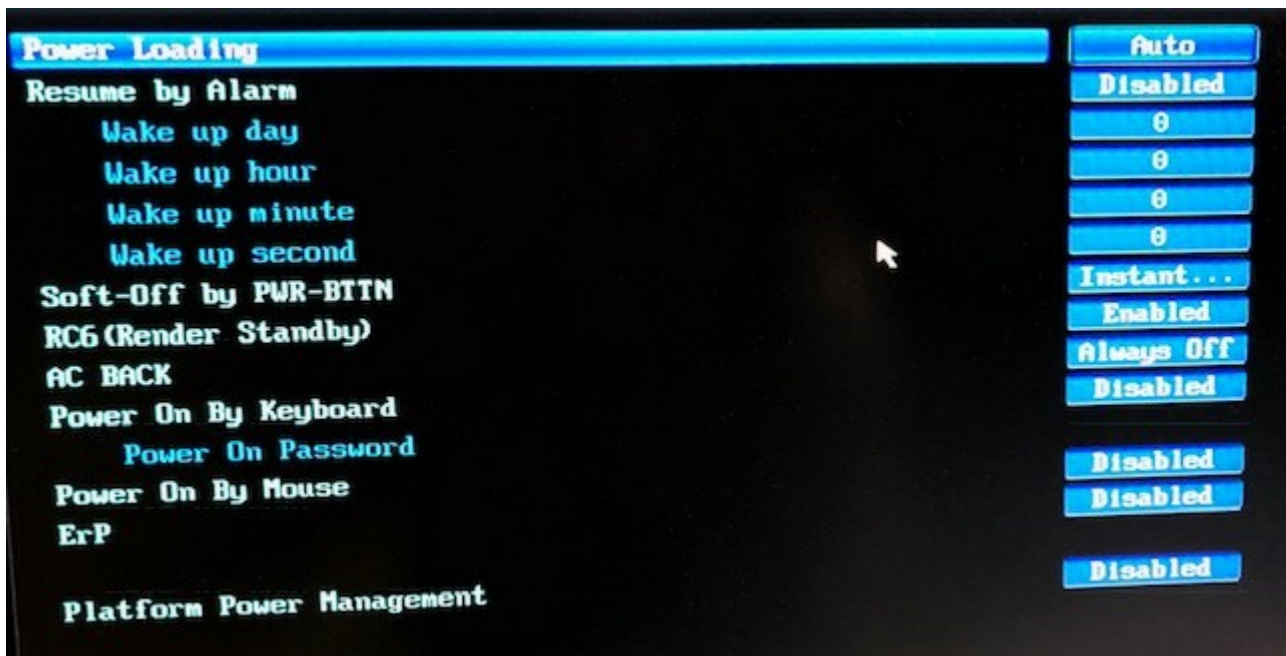 Power Loading Auto
Resume by Alarm Disabled
Wake up day 0
Wake up hour 0
Wake up minute 0
Wake up second 0
Soft-Off by PWR-BTTN Instant...
RC6(Render Standby) Enabled
AC BACK Always Off
Power On By Keyboard Disabled
Power On Password
Power On By Mouse Disabled
ErP Disabled
Platform Power Management Disabled